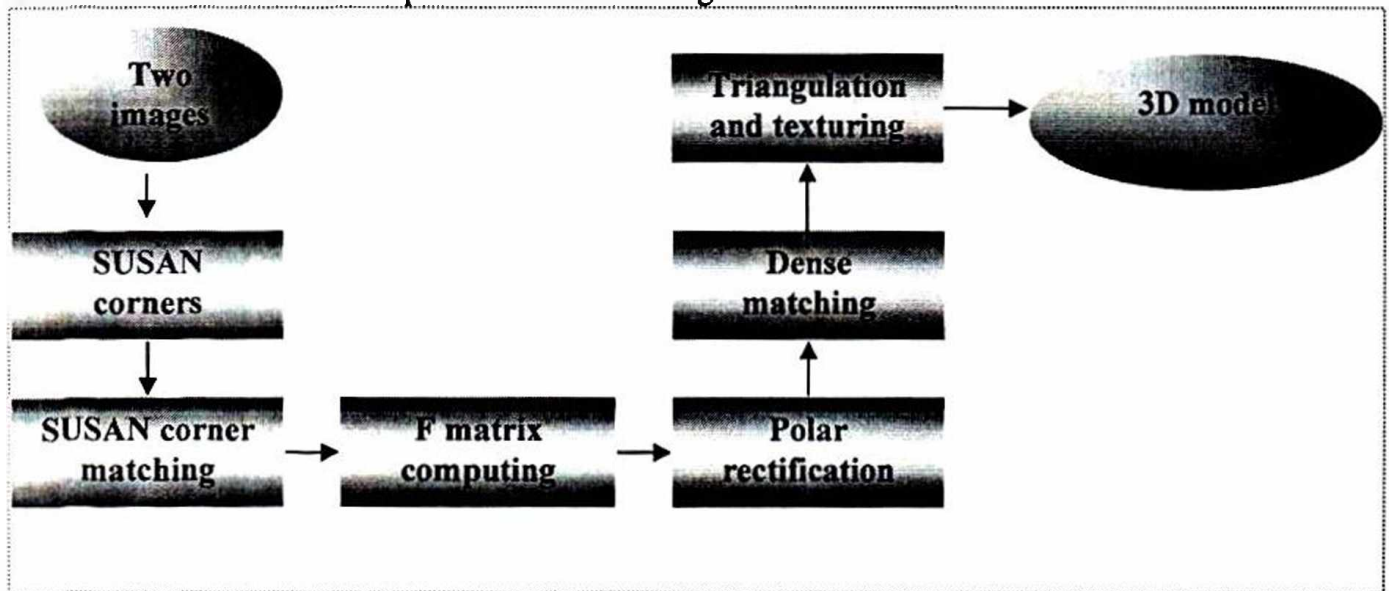 Two
images
SUSAN
corners
SUSAN corner
matching
F matrix
computing
Polar
rectification
Dense
matching
Triangulation
and texturing
3D model